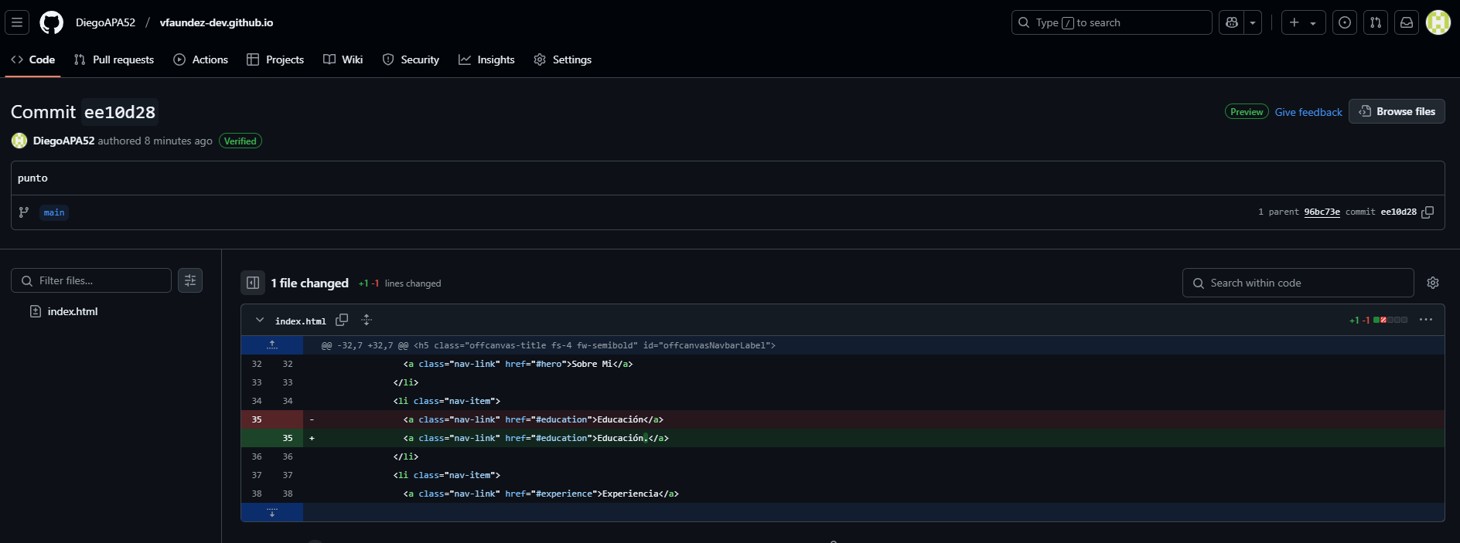 DiegoAPA52 / vfaundez-dev.github.io
Type / to search
Code Pull requests Actions Projects Wiki Security Insights Settings
Commit ee10d28
Preview Give feedback Browse files
DiegoAPA52 authored 8 minutes ago Verified
punto
main
1 parent 96bc73e commit ee10d28
Filter files...
index.html
1 file changed +1 -1 lines changed
Search within code
index.html
+1 -1
@@ -32,7 +32,7 @@ <h5 class="offcanvas-title fs-4 fw-semibold" id="offcanvasNavbarLabel">
32 32 <a class="nav-link" href="#hero">Sobre Mi</a>
33 33 </li>
34 34 <li class="nav-item">
35 - <a class="nav-link" href="#education">Educación</a>
35 + <a class="nav-link" href="#education">Educación.</a>
36 36 </li>
37 37 <li class="nav-item">
38 38 <a class="nav-link" href="#experience">Experiencia</a>